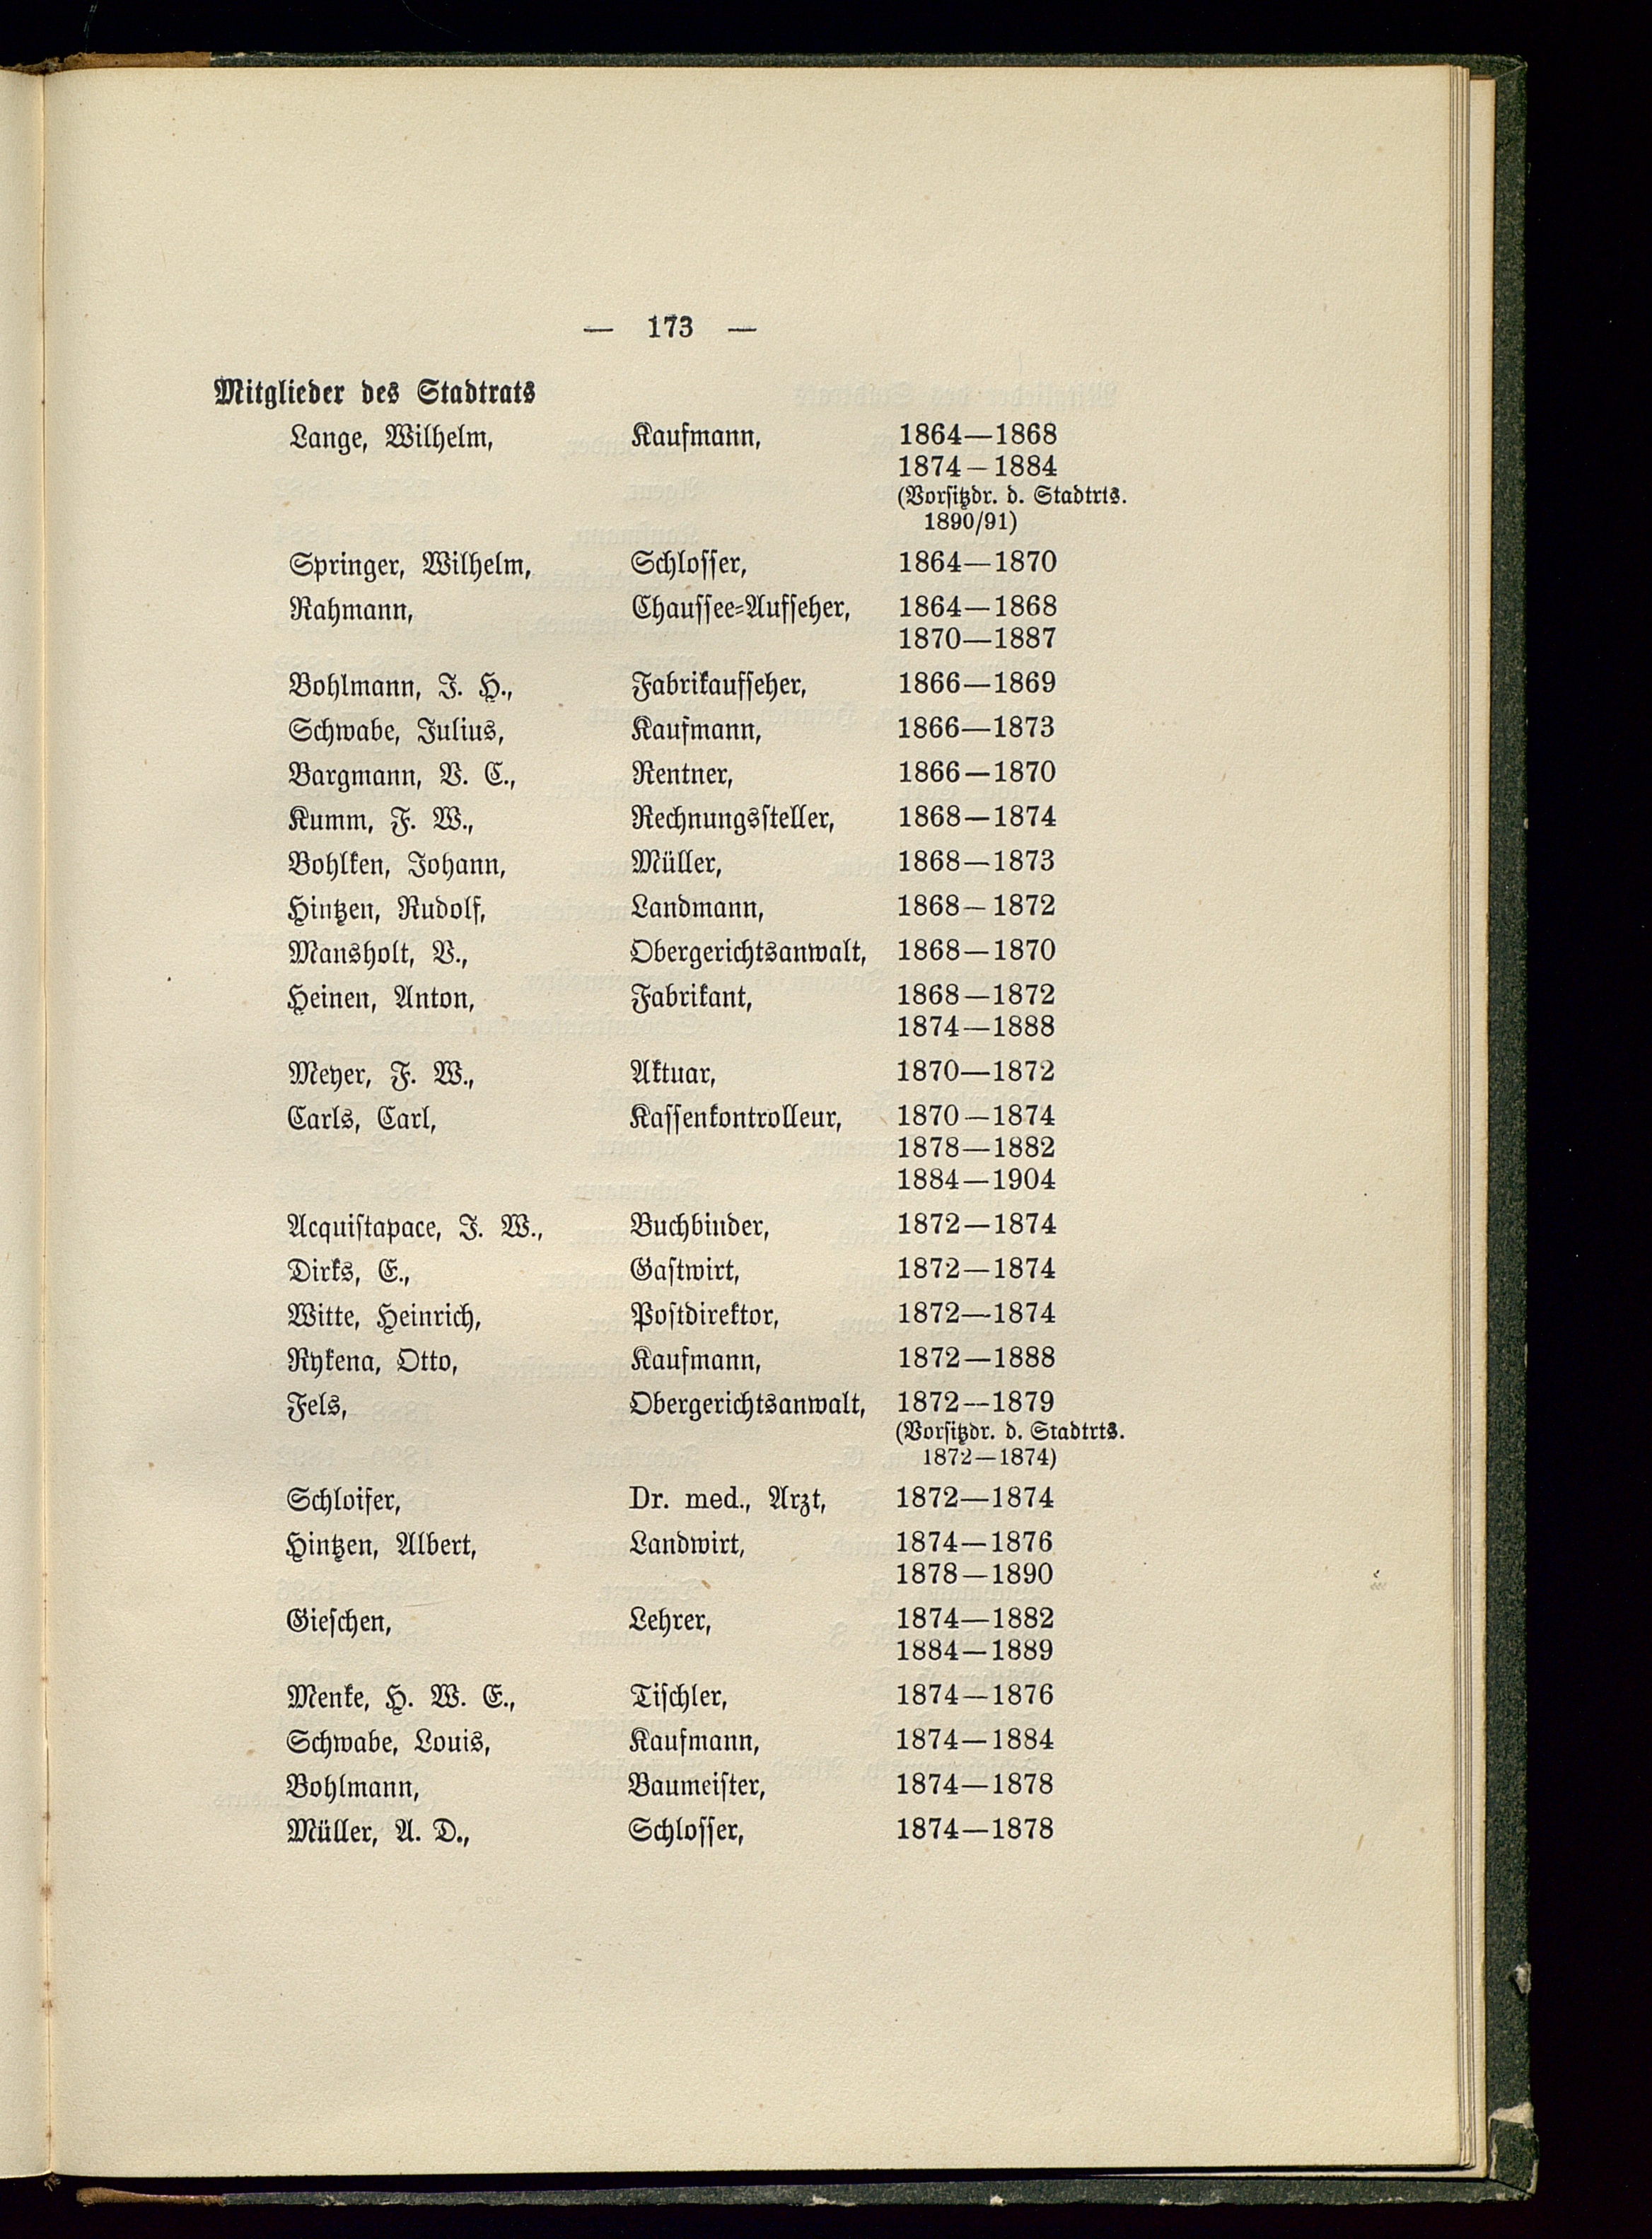 — 173 —
Mitglieder des Stadtrats
Lange, Wilhelm, Kaufmann, 1864—1868
1874–1884
(Vorsitzdr. d. Stadtrts.
1890/91)
Springer, Wilhelm, Schlosser, 1864—1870
Rahmann, Chaussee-Aufseher, 1864—1868
1870—1887
Bohlmann, J. H., Fabrikaufseher, 1866—1869
Schwabe, Julius, Kaufmann, 1866—1873
Bargmann, B. C., Rentner, 1866—1870
Kumm, F. W., Rechnungssteller, 1868—1874
Bohlken, Johann, Müller, 1868—1873
Hintzen, Rudolf, Landmann, 1868–1872
Mansholt, B., Obergerichtsanwalt, 1868—1870
Heinen, Anton, Fabrikant, 1868—1872
1874—1888
Meyer, F. W., Aktuar, 1870—1872
Carls, Carl, Kassenkontrolleur, 1870—1874
1878—1882
1884—1904
Acquistapace, J. W., Buchbinder, 1872—1874
Dirks, E., Gastwirt, 1872—1874
Witte, Heinrich, Postdirektor, 1872—1874
Rykena, Otto, Kaufmann, 1872—1888
Fels, Obergerichtsanwalt, 1872—1879
(Vorsitzdr. d. Stadtrts.
1872—1874)
Schloifer, Dr. med., Arzt, 1872—1874
Hintzen, Albert, Landwirt, 1874—1876
1878—1890
Gieschen, Lehrer, 1874—1882
1884—1889
Menke, H. W. E., Tischler, 1874—1876
Schwabe, Louis, Kaufmann, 1874—1884
Bohlmann, Baumeister, 1874—1878
Müller, A. D., Schlosser, 1874—1878